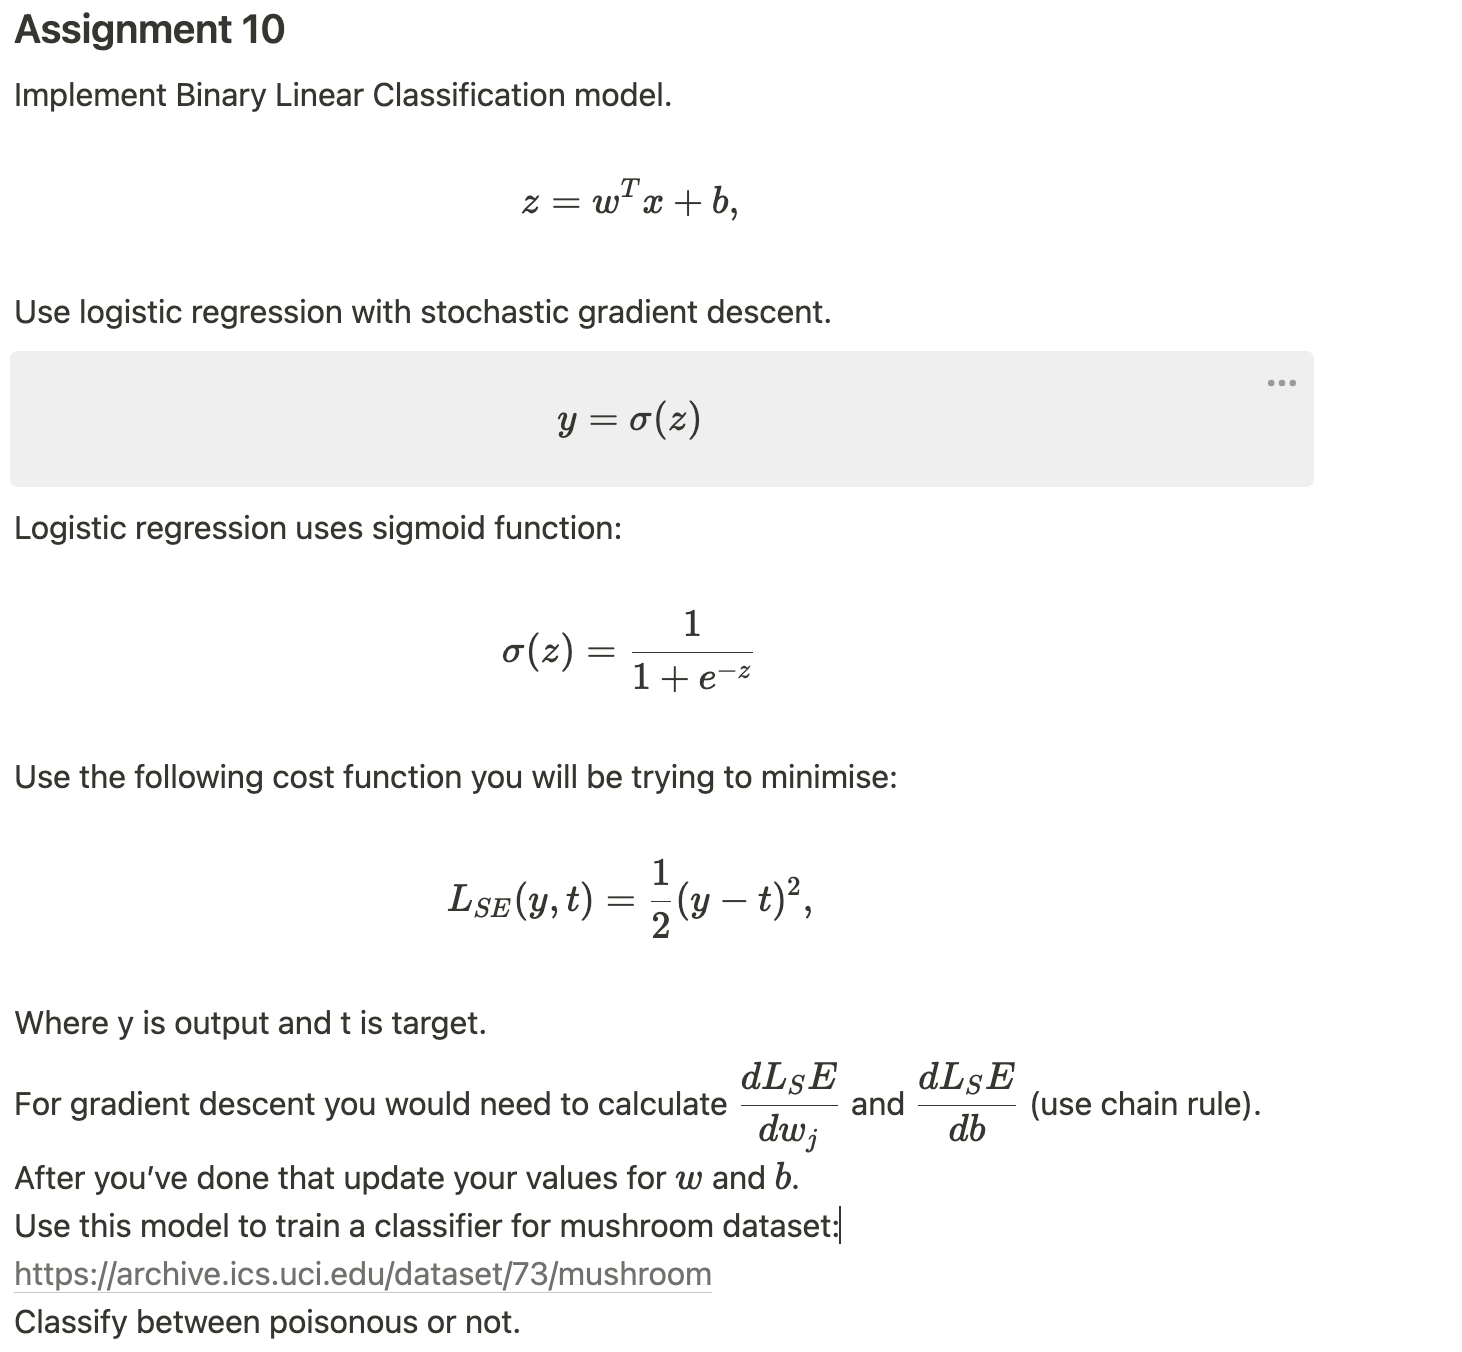 Assignment 10
Implement Binary Linear Classification model.
z = w^T x + b,
Use logistic regression with stochastic gradient descent.
y = σ(z)
Logistic regression uses sigmoid function:
σ(z) = \frac{1}{1 + e^{-z}}
Use the following cost function you will be trying to minimise:
L_{SE}(y, t) = \frac{1}{2}(y − t)^2,
Where y is output and t is target.
For gradient descent you would need to calculate \frac{dL_S E}{dw_j} and \frac{dL_S E}{db} (use chain rule).
After you’ve done that update your values for w and b.
Use this model to train a classifier for mushroom dataset:
https://archive.ics.uci.edu/dataset/73/mushroom
Classify between poisonous or not.